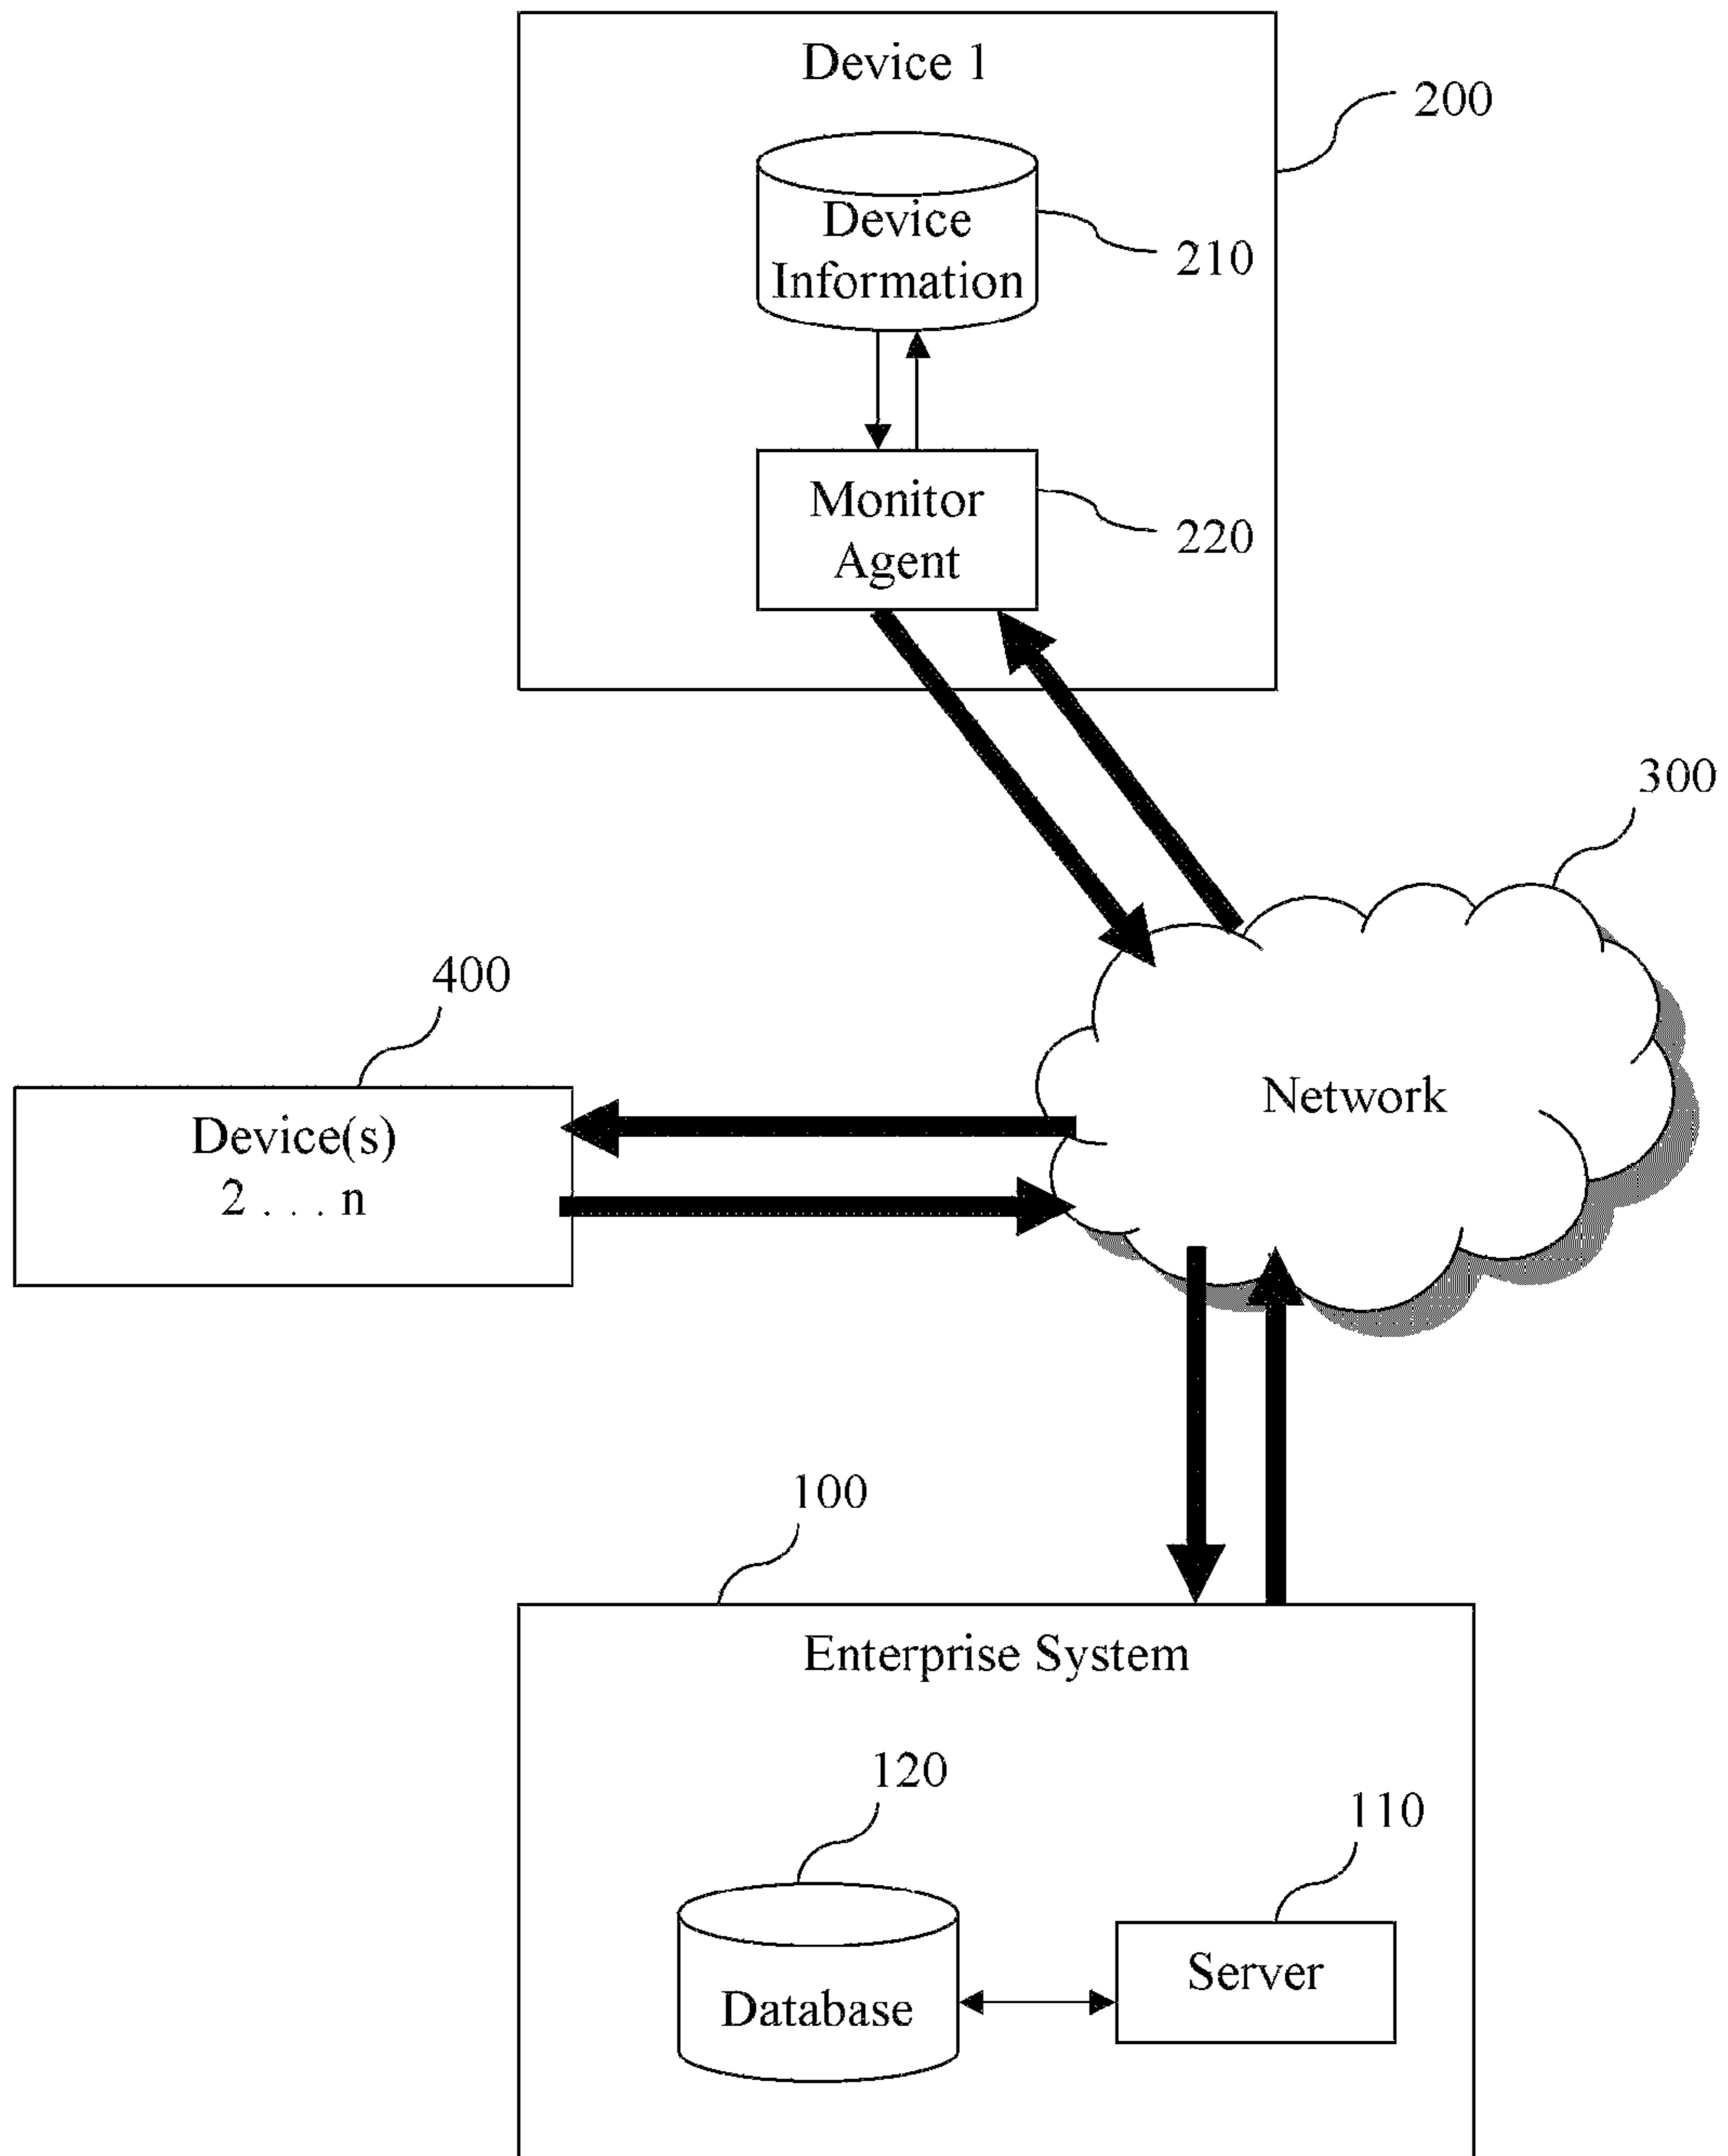 Device 1
200
Device
Information
210
Monitor
Agent
220
300
400
Device(s)
2 . . . n
Network
100
Enterprise System
120
110
Database
Server